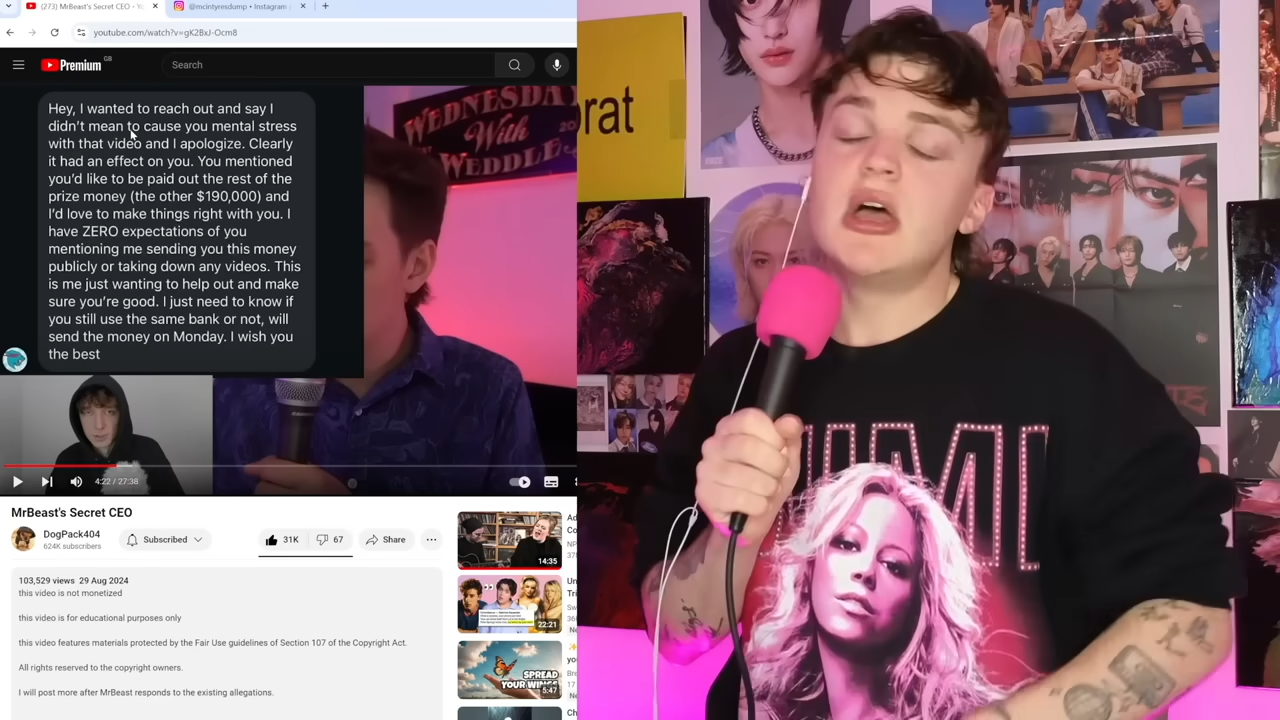 (273) MrBeast's Secret CEO - Yo
@mcintyresdump • Instagram
youtube.com/watch?v=gK2BxJ-Ocm8
Premium GB
Search
Hey, I wanted to reach out and say I
didn't mean to cause you mental stress
with that video and I apologize. Clearly
it had an effect on you. You mentioned
you'd like to be paid out the rest of the
prize money (the other $190,000) and
I'd love to make things right with you. I
have ZERO expectations of you
mentioning me sending you this money
publicly or taking down any videos. This
is me just wanting to help out and make
sure you're good. I just need to know if
you still use the same bank or not, will
send the money on Monday. I wish you
the best
WEDNESDAY
With
WEDDLE
4:22 / 27:38
MrBeast's Secret CEO
DogPack404
624K subscribers
Subscribed
31K
67
Share
103,529 views 29 Aug 2024
this video is not monetized
this video is for educational purposes only
this video features materials protected by the Fair Use guidelines of Section 107 of the Copyright Act.
All rights reserved to the copyright owners.
I will post more after MrBeast responds to the existing allegations.
14:35
22:21
SPREAD
YOUR WINGS
5:47
Ad
Co
Un
Tri
Ch
rat